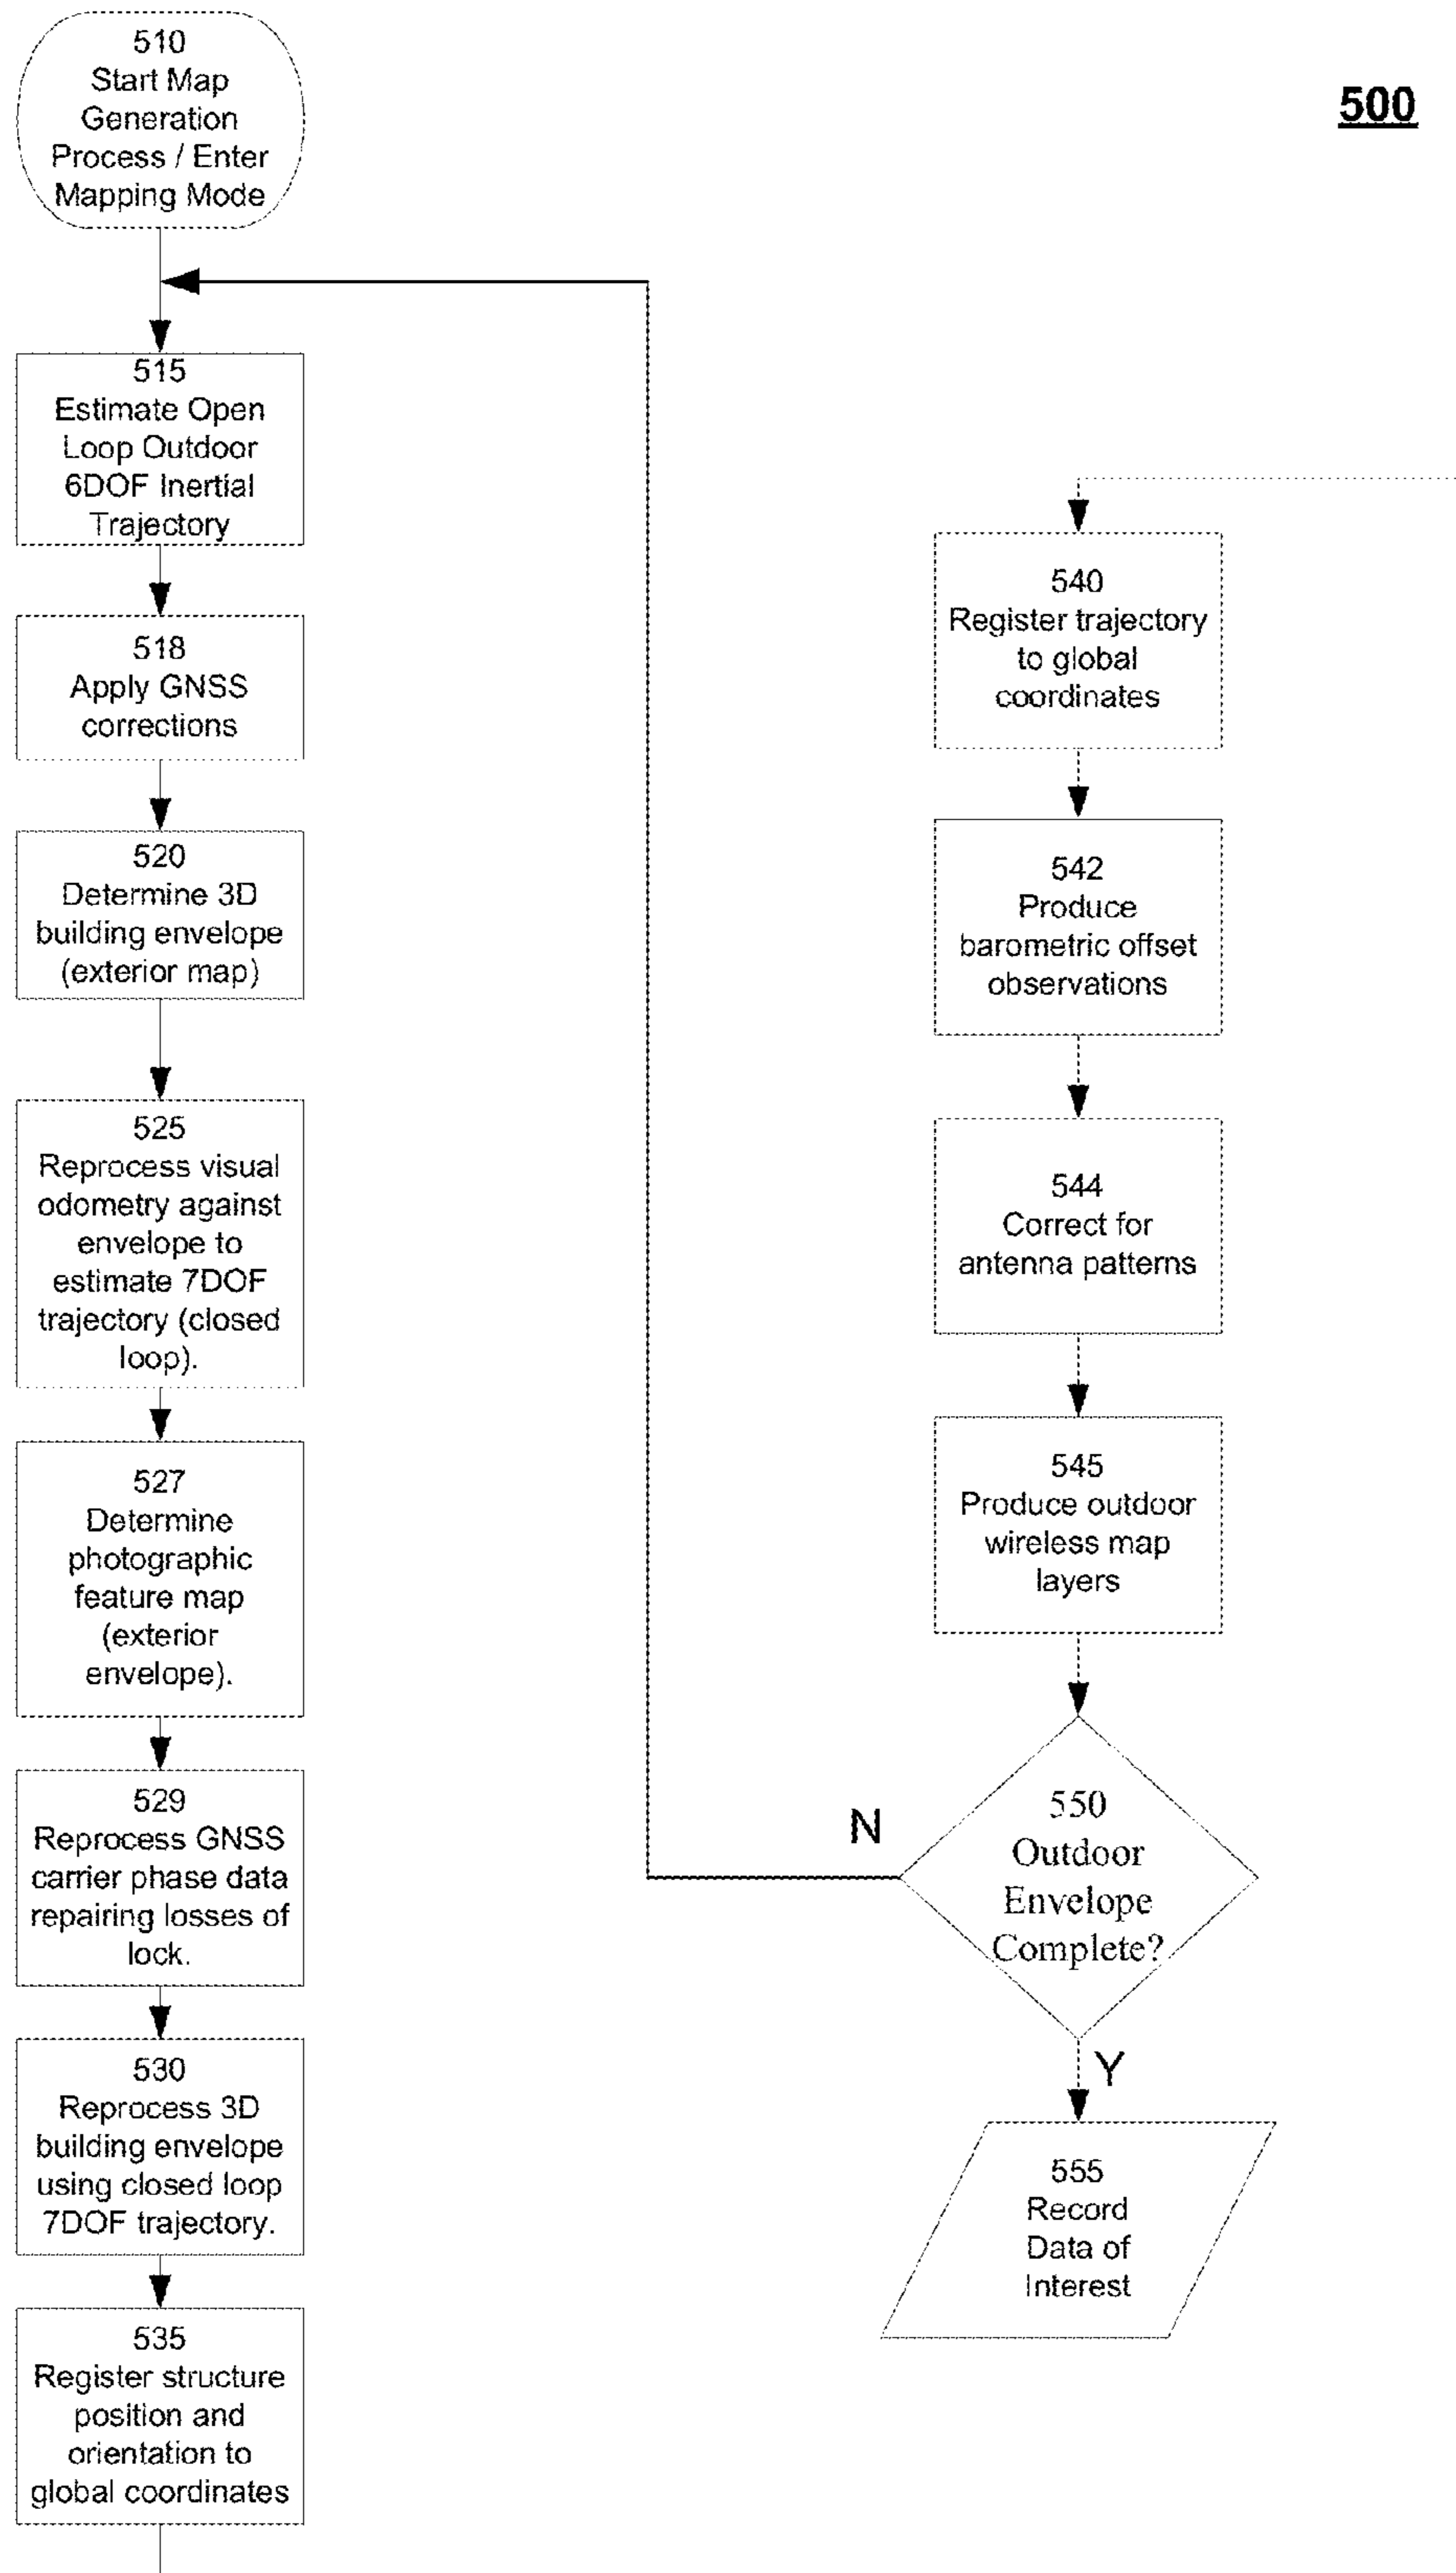 500
510
Start Map
Generation
Process / Enter
Mapping Mode
515
Estimate Open
Loop Outdoor
6DOF Inertial
Trajectory
518
Apply GNSS
corrections
520
Determine 3D
building envelope
(exterior map)
525
Reprocess visual
odometry against
envelope to
estimate 7DOF
trajectory (closed
loop).
527
Determine
photographic
feature map
(exterior
envelope).
529
Reprocess GNSS
carrier phase data
repairing losses of
lock.
530
Reprocess 3D
building envelope
using closed loop
7DOF trajectory.
535
Register structure
position and
orientation to
global coordinates
540
Register trajectory
to global
coordinates
542
Produce
barometric offset
observations
544
Correct for
antenna patterns
545
Produce outdoor
wireless map
layers
550
Outdoor
Envelope
Complete?
N
Y
555
Record
Data of
Interest